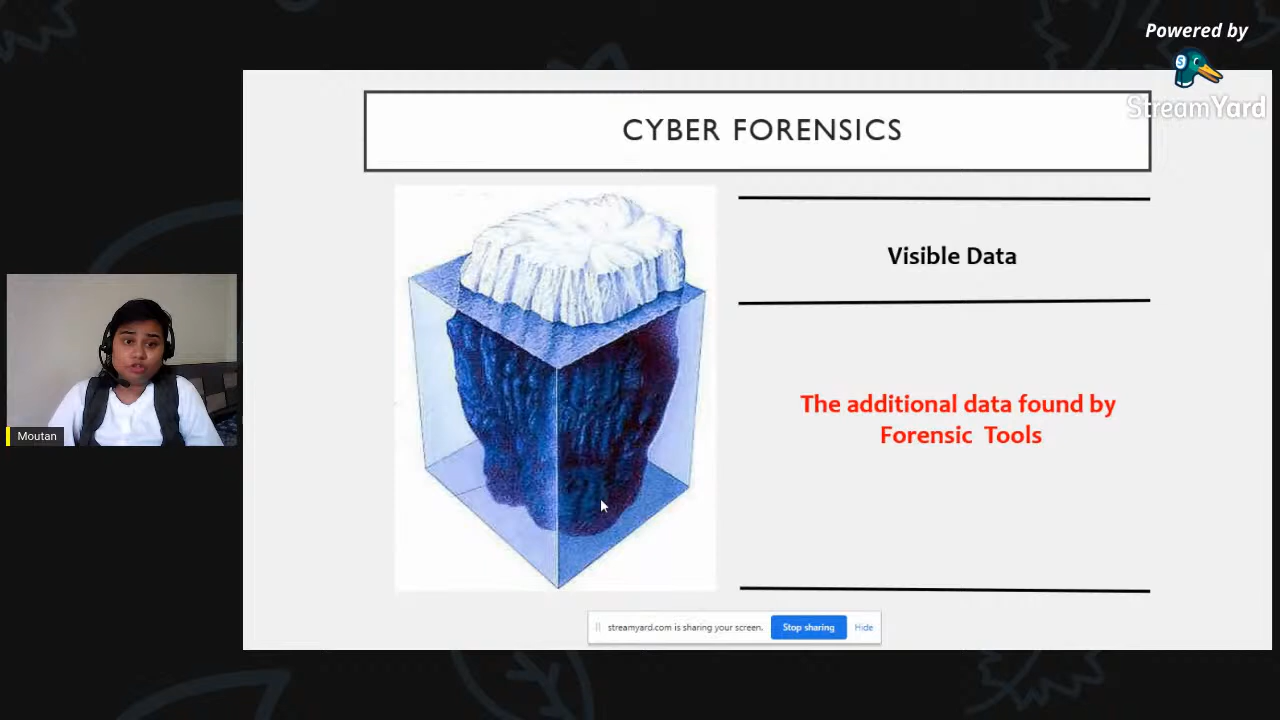 Powered by
StreamYard
CYBER FORENSICS
Visible Data
The additional data found by
Forensic Tools
Moutan
streamyard.com is sharing your screen.
Stop sharing
Hide